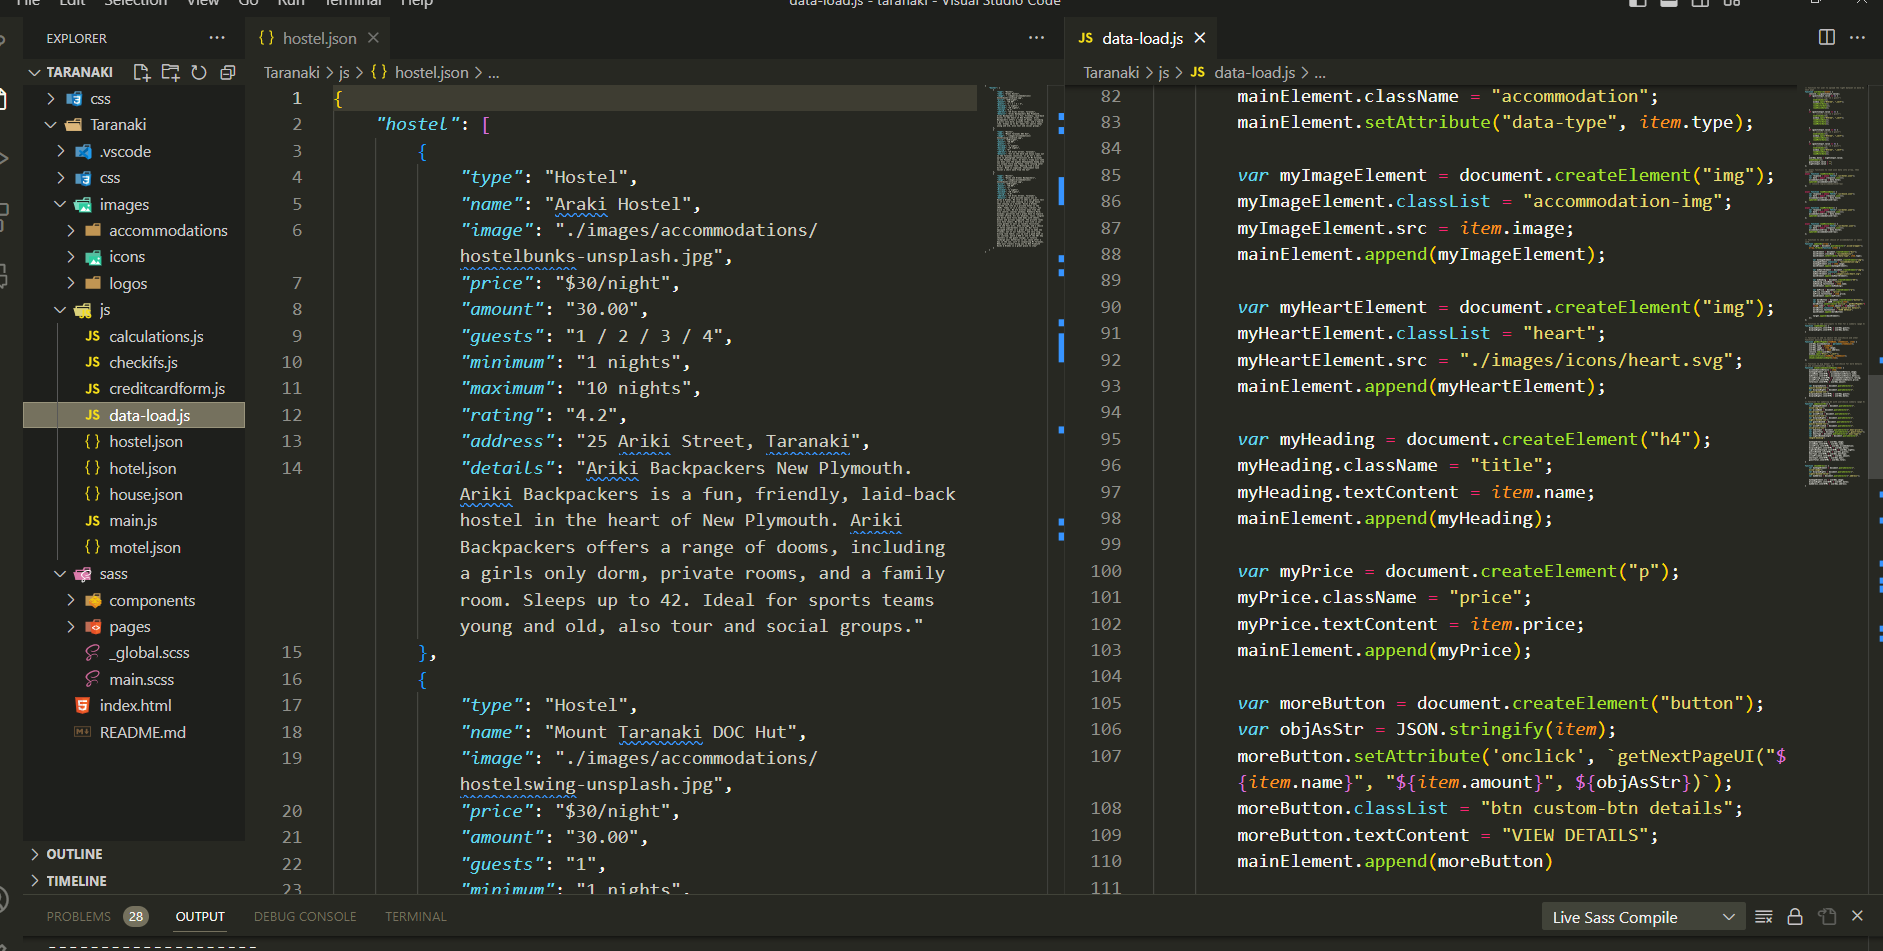 File Edit Selection View Go Run Terminal Help
data-load.js - taranaki - Visual Studio Code
EXPLORER
TARANAKI
css
Taranaki
.vscode
css
images
accommodations
icons
logos
js
calculations.js
checkifs.js
creditcardform.js
data-load.js
hostel.json
hotel.json
house.json
main.js
motel.json
sass
components
pages
_global.scss
main.scss
index.html
README.md
OUTLINE
TIMELINE
{} hostel.json
Taranaki > js > {} hostel.json > ...
1 {
2 "hostel": [
3 {
4 "type": "Hostel",
5 "name": "Araki Hostel",
6 "image": "./images/accommodations/
hostelbunks-unsplash.jpg",
7 "price": "$30/night",
8 "amount": "30.00",
9 "guests": "1 / 2 / 3 / 4",
10 "minimum": "1 nights",
11 "maximum": "10 nights",
12 "rating": "4.2",
13 "address": "25 Ariki Street, Taranaki",
14 "details": "Ariki Backpackers New Plymouth.
Ariki Backpackers is a fun, friendly, laid-back
hostel in the heart of New Plymouth. Ariki
Backpackers offers a range of dooms, including
a girls only dorm, private rooms, and a family
room. Sleeps up to 42. Ideal for sports teams
young and old, also tour and social groups."
15 },
16 {
17 "type": "Hostel",
18 "name": "Mount Taranaki DOC Hut",
19 "image": "./images/accommodations/
hostelswing-unsplash.jpg",
20 "price": "$30/night",
21 "amount": "30.00",
22 "guests": "1",
23 "minimum": "1 nights",
JS data-load.js
Taranaki > js > JS data-load.js > ...
82 mainElement.className = "accommodation";
83 mainElement.setAttribute("data-type", item.type);
84
85 var myImageElement = document.createElement("img");
86 myImageElement.classList = "accommodation-img";
87 myImageElement.src = item.image;
88 mainElement.append(myImageElement);
89
90 var myHeartElement = document.createElement("img");
91 myHeartElement.classList = "heart";
92 myHeartElement.src = "./images/icons/heart.svg";
93 mainElement.append(myHeartElement);
94
95 var myHeading = document.createElement("h4");
96 myHeading.className = "title";
97 myHeading.textContent = item.name;
98 mainElement.append(myHeading);
99
100 var myPrice = document.createElement("p");
101 myPrice.className = "price";
102 myPrice.textContent = item.price;
103 mainElement.append(myPrice);
104
105 var moreButton = document.createElement("button");
106 var objAsStr = JSON.stringify(item);
107 moreButton.setAttribute('onclick', `getNextPageUI("$
{item.name}", "${item.amount}", ${objAsStr})`);
108 moreButton.classList = "btn custom-btn details";
109 moreButton.textContent = "VIEW DETAILS";
110 mainElement.append(moreButton)
111
PROBLEMS 28 OUTPUT DEBUG CONSOLE TERMINAL
Live Sass Compile